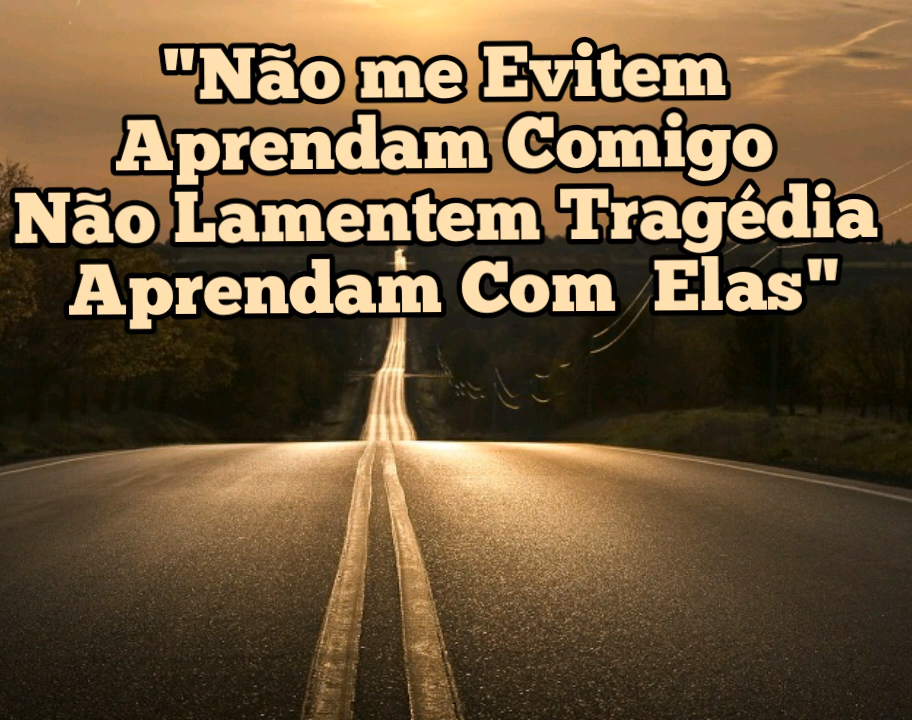 "Não me Evitem
Aprendam Comigo
Não Lamentem Tragédia
Aprendam Com Elas"